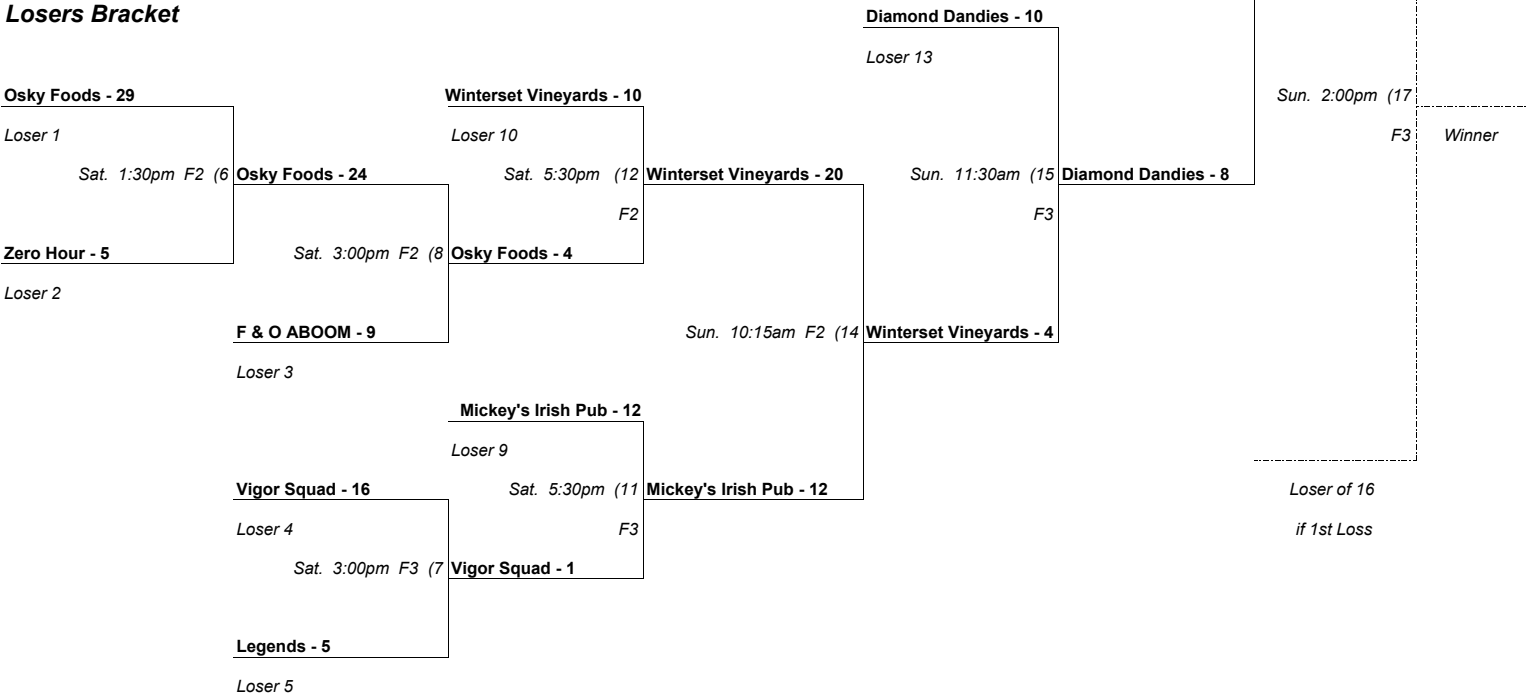 Losers Bracket
Diamond Dandies - 10
Loser 13
Osky Foods - 29
Winterset Vineyards - 10
Sun. 2:00pm (17
Loser 1
Loser 10
F3
Winner
Sat. 1:30pm F2 (6
Osky Foods - 24
Sat. 5:30pm (12
Winterset Vineyards - 20
Sun. 11:30am (15
Diamond Dandies - 8
F2
F3
Zero Hour - 5
Sat. 3:00pm F2 (8
Osky Foods - 4
Loser 2
F & O ABOOM - 9
Sun. 10:15am F2 (14
Winterset Vineyards - 4
Loser 3
Mickey's Irish Pub - 12
Loser 9
Vigor Squad - 16
Sat. 5:30pm (11
Mickey's Irish Pub - 12
Loser of 16
Loser 4
F3
if 1st Loss
Sat. 3:00pm F3 (7
Vigor Squad - 1
Legends - 5
Loser 5